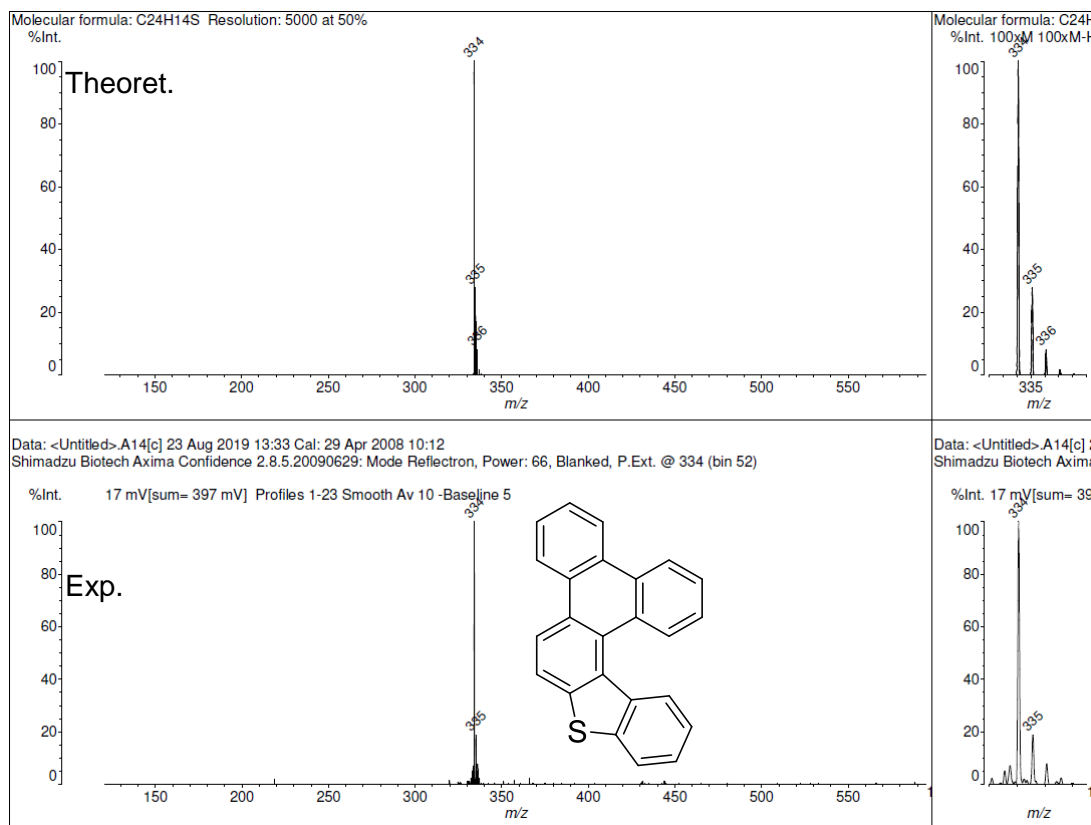 Molecular formula: C24H14S Resolution: 5000 at 50%
%Int.
334
100
Theoret.
80
60
40
335
20
336
0
150 200 250 300 350 400 450 500 550
m/z
Molecular formula: C24H
%Int. 100xM 100xM-H
334
100
80
60
40
335
20
336
0
335
m/z
Data: <Untitled>.A14[c] 23 Aug 2019 13:33 Cal: 29 Apr 2008 10:12
Shimadzu Biotech Axima Confidence 2.8.5.20090629: Mode Reflectron, Power: 66, Blanked, P.Ext. @ 334 (bin 52)
%Int. 17 mV[sum= 397 mV] Profiles 1-23 Smooth Av 10 -Baseline 5
334
100
80
Exp.
60
40
335
20
S
0
150 200 250 300 350 400 450 500 550
m/z
Data: <Untitled>.A14[c]
Shimadzu Biotech Axima
%Int. 17 mV[sum= 39
334
100
80
60
40
335
20
0
m/z